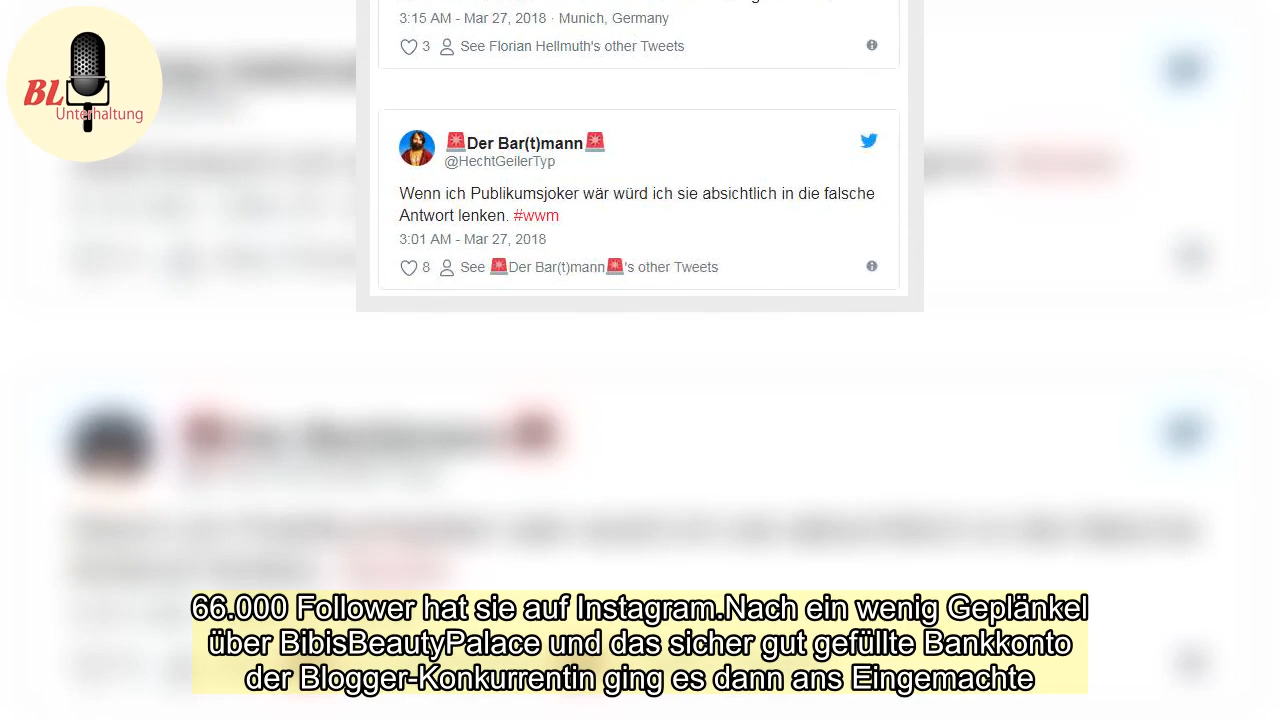 BL
Unterhaltung
3:15 AM - Mar 27, 2018 · Munich, Germany
3 See Florian Hellmuth's other Tweets
🚨Der Bar(t)mann🚨
@HechtGeilerTyp
Wenn ich Publikumsjoker wär würd ich sie absichtlich in die falsche
Antwort lenken. #wwm
3:01 AM - Mar 27, 2018
8 See 🚨Der Bar(t)mann🚨's other Tweets
66.000 Follower hat sie auf Instagram.Nach ein wenig Geplänkel
über BibisBeautyPalace und das sicher gut gefüllte Bankkonto
der Blogger-Konkurrentin ging es dann ans Eingemachte